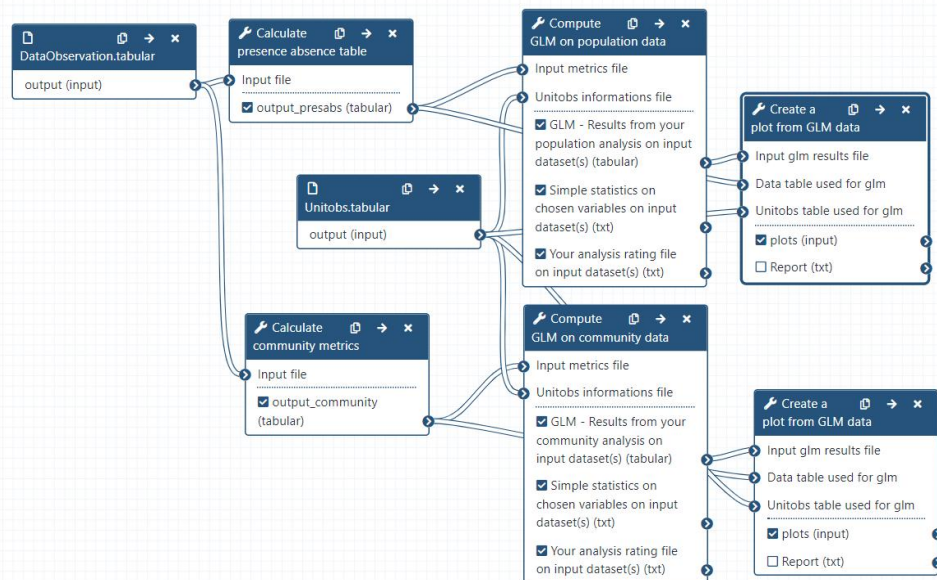 DataObservation.tabular
output (input)
Calculate
presence absence table
Input file
output_presabs (tabular)
Compute
GLM on population data
Input metrics file
Unitobs informations file
GLM - Results from your
population analysis on input
dataset(s) (tabular)
Simple statistics on
chosen variables on input
dataset(s) (txt)
Your analysis rating file
on input dataset(s) (txt)
Create a
plot from GLM data
Input glm results file
Data table used for glm
Unitobs table used for glm
plots (input)
Report (txt)
Unitobs.tabular
output (input)
Calculate
community metrics
Input file
output_community
(tabular)
Compute
GLM on community data
Input metrics file
Unitobs informations file
GLM - Results from your
community analysis on
input dataset(s) (tabular)
Simple statistics on
chosen variables on input
dataset(s) (txt)
Your analysis rating file
on input dataset(s) (txt)
Create a
plot from GLM data
Input glm results file
Data table used for glm
Unitobs table used for glm
plots (input)
Report (txt)